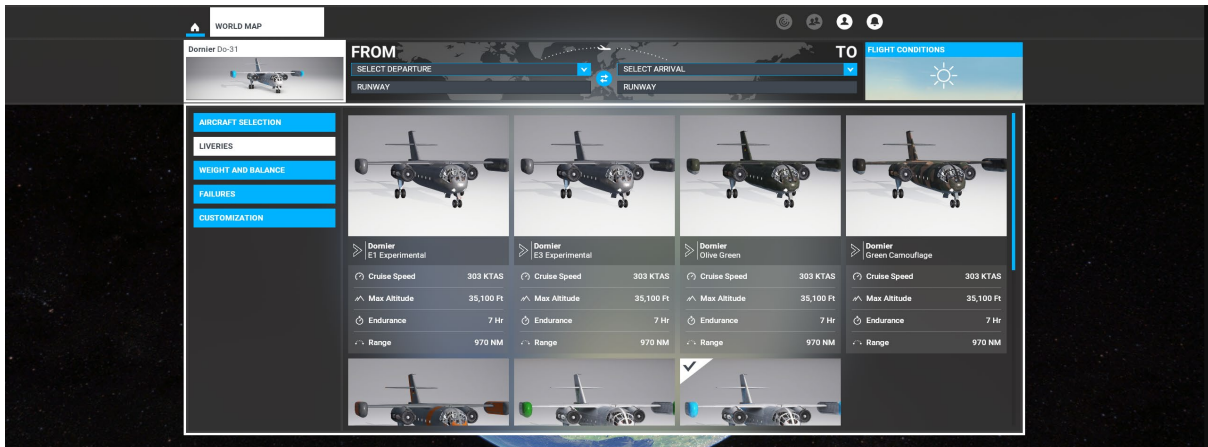 WORLD MAP
Dornier Do-31
FROM
TO
SELECT DEPARTURE
SELECT ARRIVAL
RUNWAY
RUNWAY
FLIGHT CONDITIONS
AIRCRAFT SELECTION
LIVERIES
WEIGHT AND BALANCE
FAILURES
CUSTOMIZATION
Dornier
E1 Experimental
Cruise Speed 303 KTAS
Max Altitude 35,100 Ft
Endurance 7 Hr
Range 970 NM
Dornier
E3 Experimental
Cruise Speed 303 KTAS
Max Altitude 35,100 Ft
Endurance 7 Hr
Range 970 NM
Dornier
Olive Green
Cruise Speed 303 KTAS
Max Altitude 35,100 Ft
Endurance 7 Hr
Range 970 NM
Dornier
Green Camouflage
Cruise Speed 303 KTAS
Max Altitude 35,100 Ft
Endurance 7 Hr
Range 970 NM